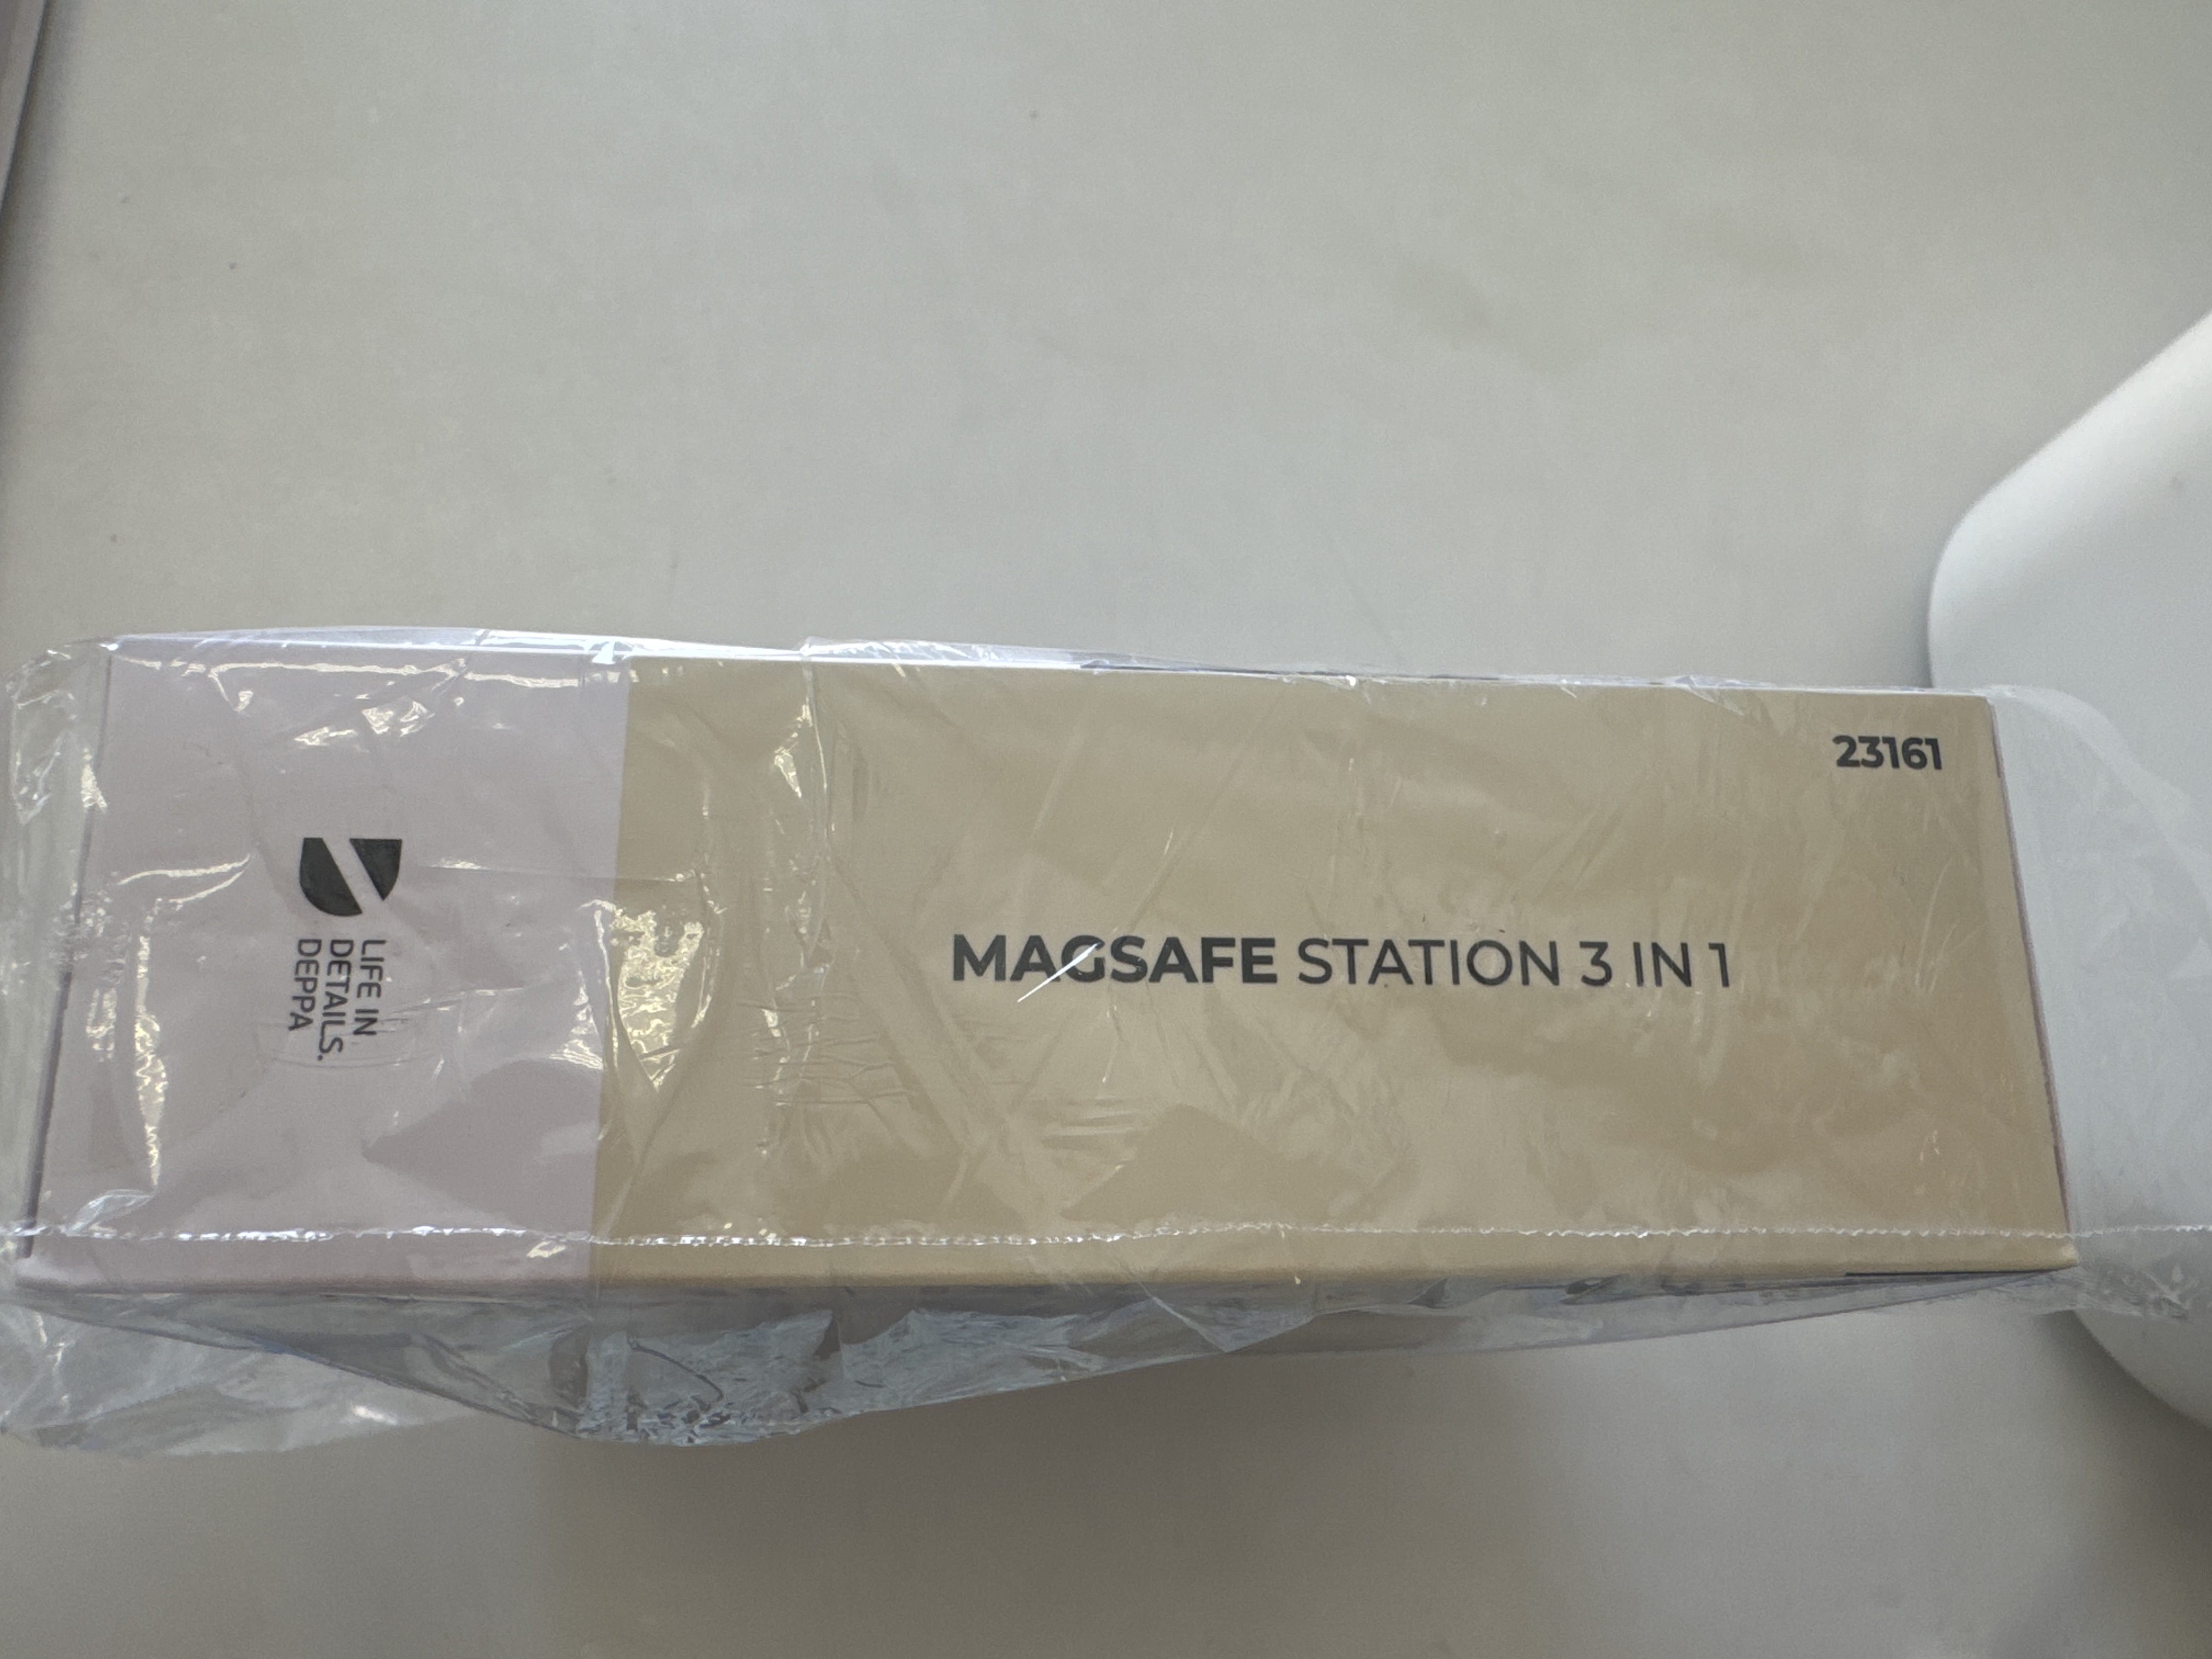 23161
MAGSAFE STATION 3 IN 1
LIFE IN
DETAILS.
DEPPA